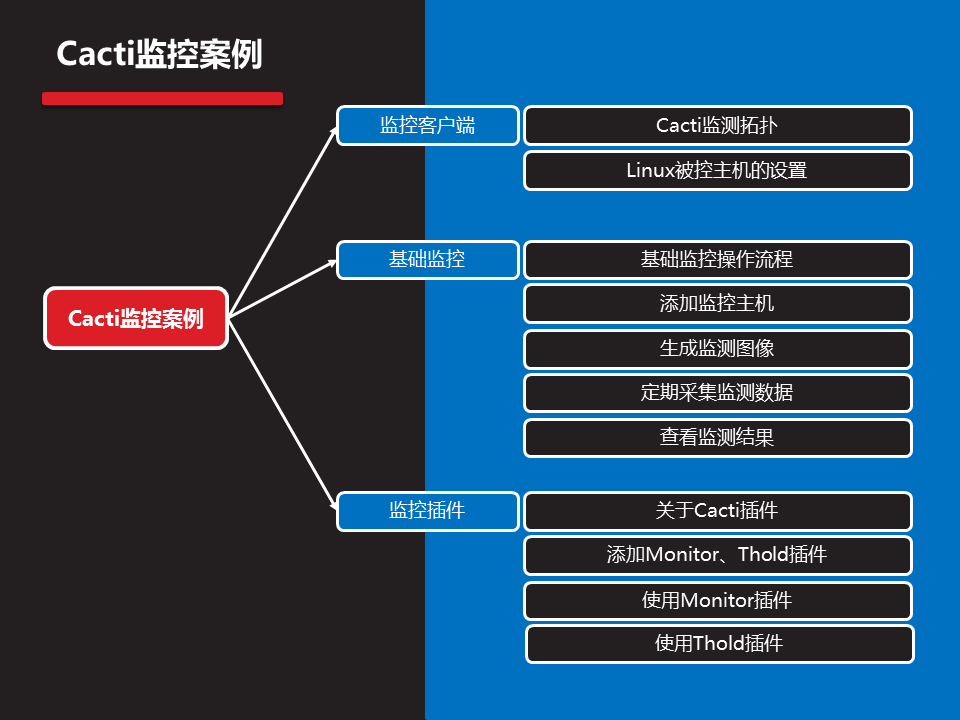 Cacti监控案例
监控客户端
Cacti监测拓扑
Linux被控主机的设置
基础监控
基础监控操作流程
添加监控主机
生成监测图像
定期采集监测数据
查看监测结果
Cacti监控案例
监控插件
关于Cacti插件
添加Monitor、Thold插件
使用Monitor插件
使用Thold插件